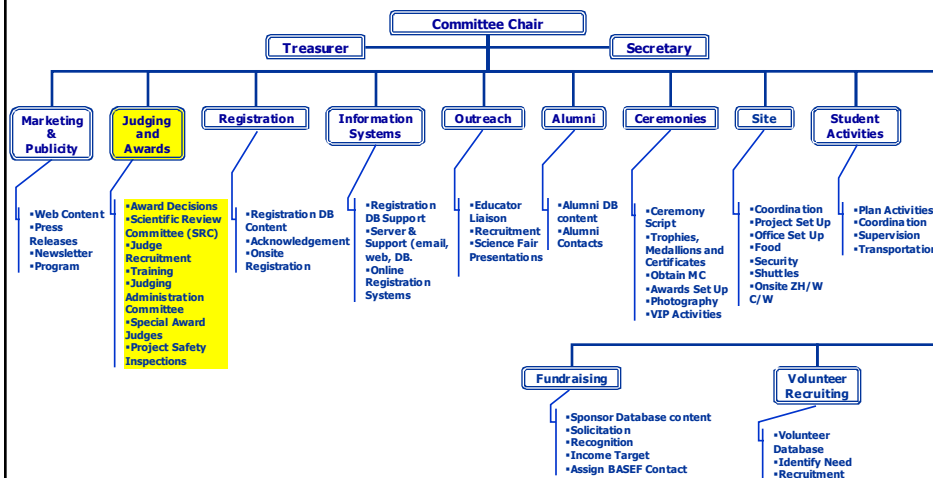 Committee Chair
Treasurer
Secretary
Marketing
&
Publicity
▪Web Content
▪Press
Releases
▪Newsletter
▪Program
Judging
and
Awards
▪Award Decisions
▪Scientific Review
Committee (SRC)
▪Judge
Recruitment
▪Training
▪Judging
Administration
Committee
▪Special Award
Judges
▪Project Safety
Inspections
Registration
▪Registration DB
Content
▪Acknowledgement
▪Onsite
Registration
Information
Systems
▪Registration
DB Support
▪Server &
Support (email,
web, DB.
▪Online
Registration
Systems
Outreach
▪Educator
Liaison
▪Recruitment
▪Science Fair
Presentations
Alumni
▪Alumni DB
content
▪Alumni
Contacts
Ceremonies
▪Ceremony
Script
▪Trophies,
Medallions and
Certificates
▪Obtain MC
▪Awards Set Up
▪Photography
▪VIP Activities
Site
▪Coordination
▪Project Set Up
▪Office Set Up
▪Food
Security
▪Shuttles
▪Onsite ZH/W
C/W
Student
Activities
▪Plan Activities
▪Coordination
▪Supervision
▪Transportation
Fundraising
▪Sponsor Database content
▪Solicitation
▪Recognition
▪Income Target
▪Assign BASEF Contact
Volunteer
Recruiting
▪Volunteer
Database
▪Identify Need
▪Recruitment